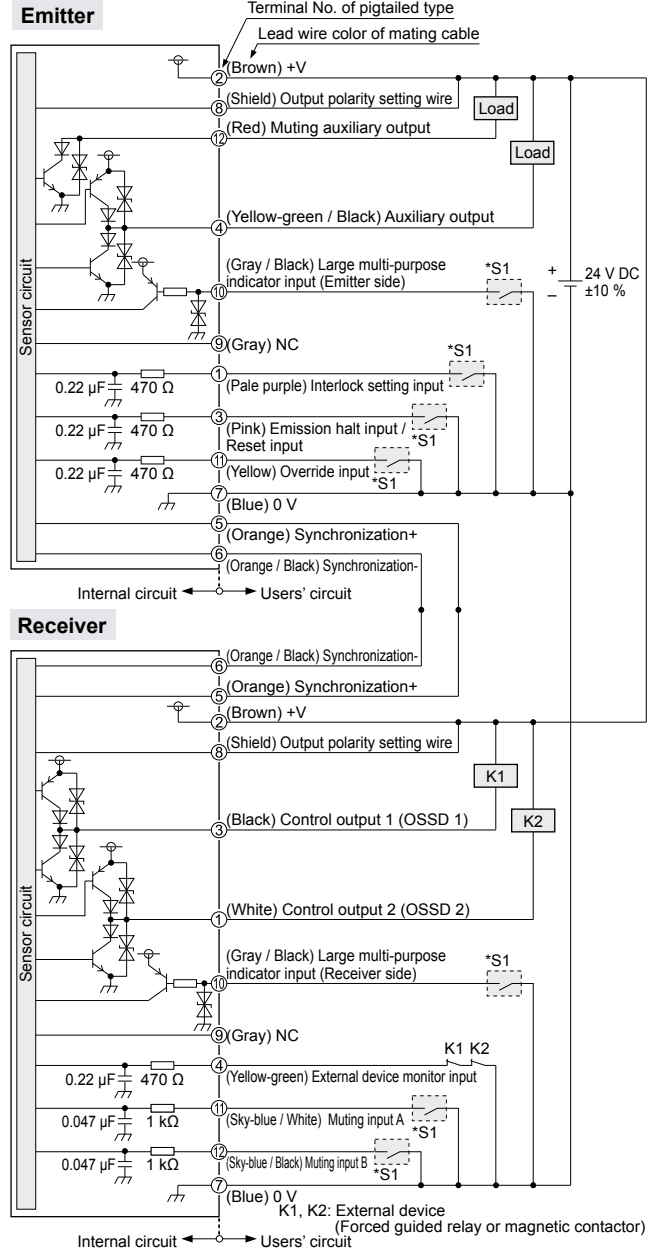 Emitter
Terminal No. of pigtailed type
Lead wire color of mating cable
② (Brown) +V
⑧ (Shield) Output polarity setting wire
Load
⑫ (Red) Muting auxiliary output
Load
④ (Yellow-green / Black) Auxiliary output
Sensor circuit
⑩ (Gray / Black) Large multi-purpose
indicator input (Emitter side)
*S1
+
–
24 V DC
±10 %
⑨ (Gray) NC
*S1
0.22 µF 470 Ω
① (Pale purple) Interlock setting input
0.22 µF 470 Ω
③ (Pink) Emission halt input /
Reset input
*S1
0.22 µF 470 Ω
⑪ (Yellow) Override input
*S1
⑦ (Blue) 0 V
⑤ (Orange) Synchronization+
⑥ (Orange / Black) Synchronization-
Internal circuit
Users' circuit
Receiver
⑥ (Orange / Black) Synchronization-
⑤ (Orange) Synchronization+
② (Brown) +V
⑧ (Shield) Output polarity setting wire
K1
K2
③ (Black) Control output 1 (OSSD 1)
① (White) Control output 2 (OSSD 2)
Sensor circuit
⑩ (Gray / Black) Large multi-purpose
indicator input (Receiver side)
*S1
⑨ (Gray) NC
K1 K2
0.22 µF 470 Ω
④ (Yellow-green) External device monitor input
0.047 µF 1 kΩ
⑪ (Sky-blue / White) Muting input A
*S1
0.047 µF 1 kΩ
⑫ (Sky-blue / Black) Muting input B
*S1
⑦ (Blue) 0 V
K1, K2: External device
(Forced guided relay or magnetic contactor)
Internal circuit
Users' circuit